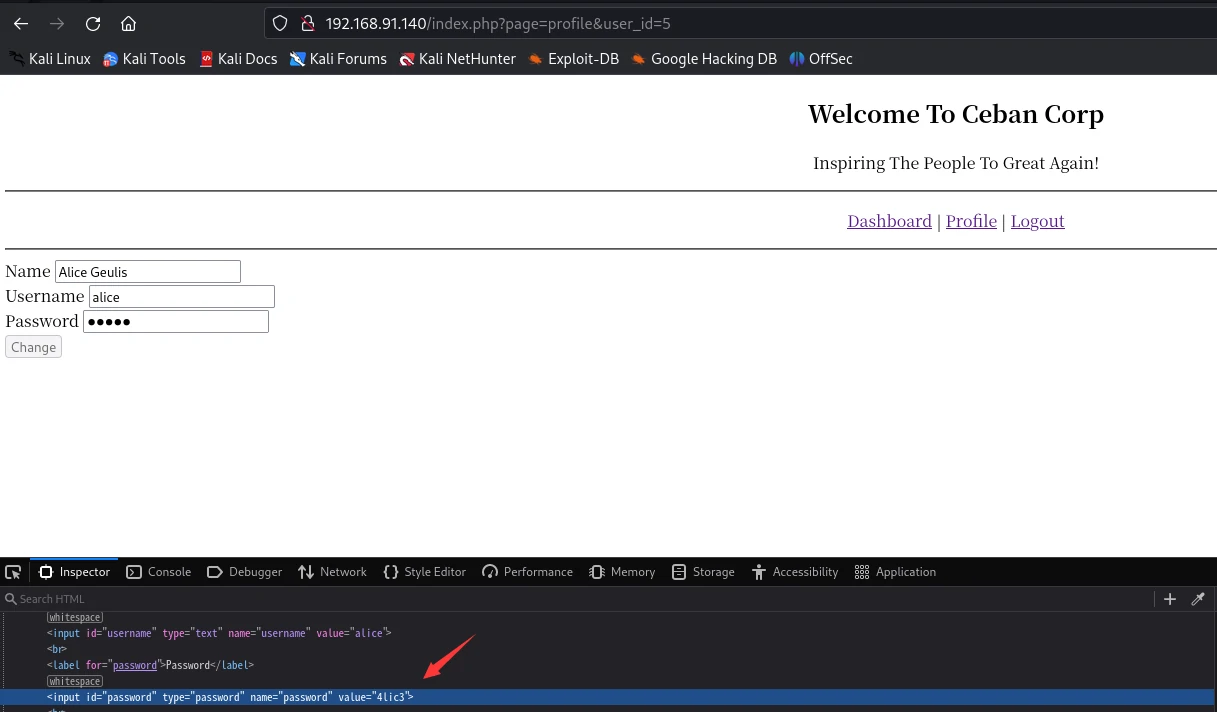 192.168.91.140/index.php?page=profile&user_id=5
Kali Linux Kali Tools Kali Docs Kali Forums Kali NetHunter Exploit-DB Google Hacking DB OffSec
Welcome To Ceban Corp
Inspiring The People To Great Again!
Dashboard | Profile | Logout
Name Alice Geulis
Username alice
Password ●●●●●
Change
Inspector Console Debugger Network Style Editor Performance Memory Storage Accessibility Application
Search HTML
whitespace
<input id="username" type="text" name="username" value="alice">
<br>
<label for="password">Password</label>
whitespace
<input id="password" type="password" name="password" value="4lic3">